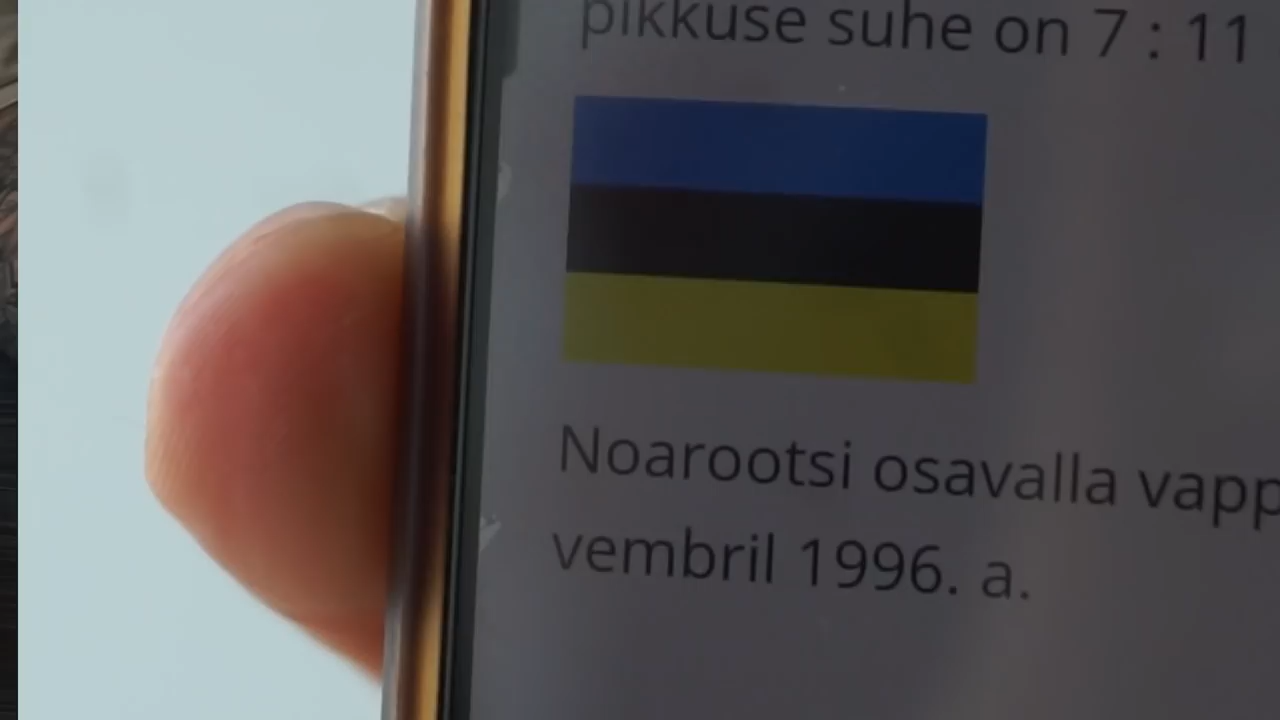 pikkuse suhe on 7 : 11
Noarootsi osavalla vapp
vembril 1996. a.